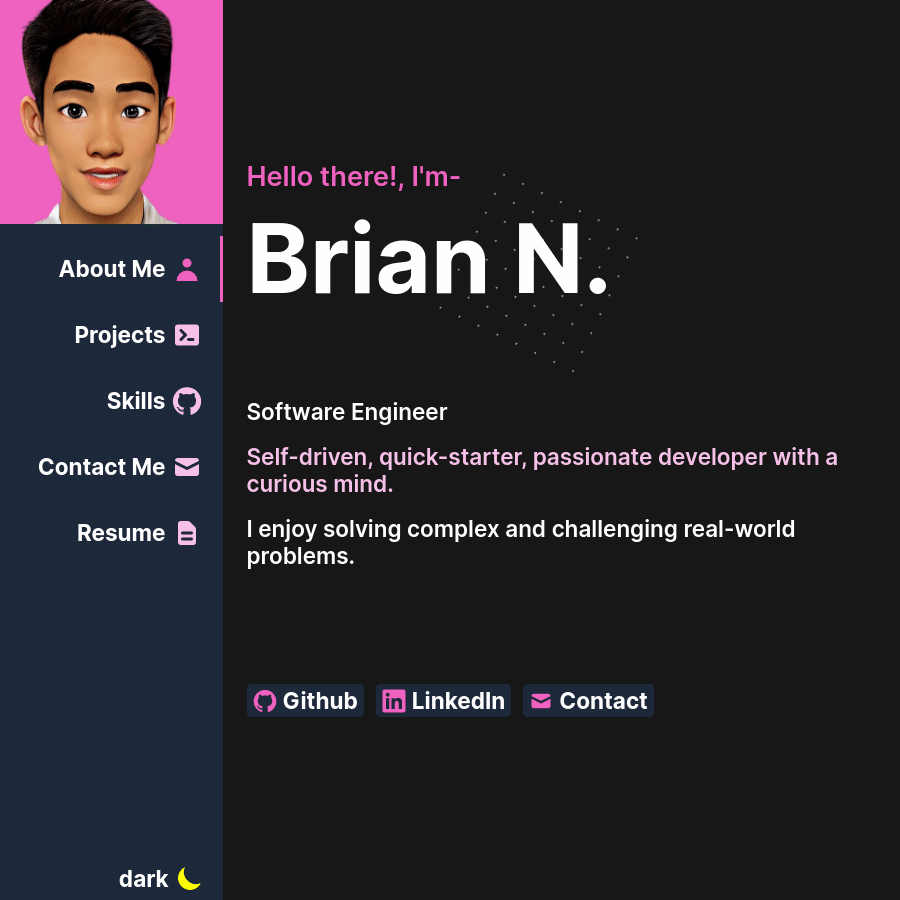 About Me
Projects
Skills
Contact Me
Resume
dark
Hello there!, I'm-
Brian N.
Software Engineer
Self-driven, quick-starter, passionate developer with a
curious mind.
I enjoy solving complex and challenging real-world
problems.
Github
LinkedIn
Contact